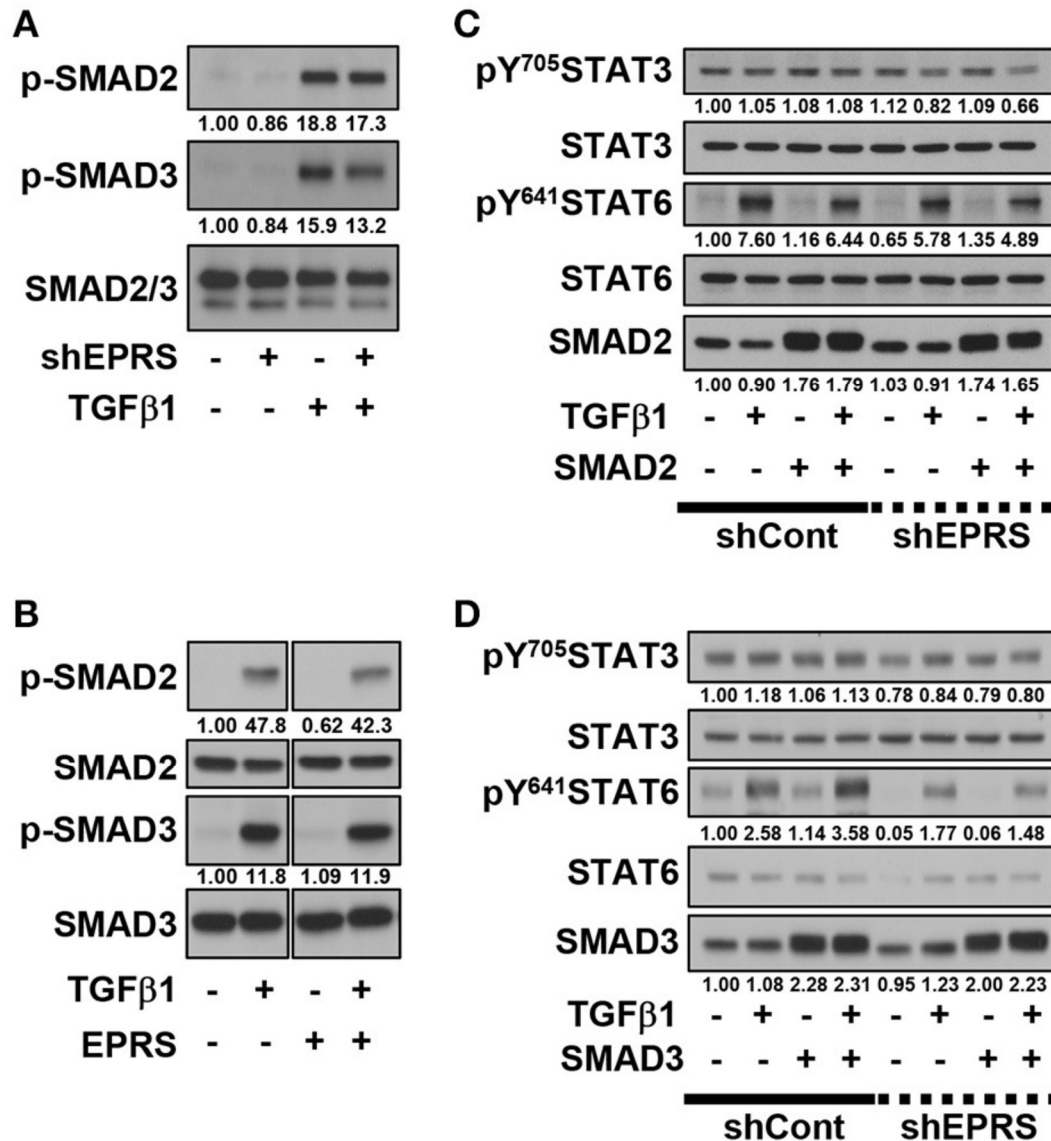 A
p-SMAD2
1.00 0.86 18.8 17.3
p-SMAD3
1.00 0.84 15.9 13.2
SMAD2/3
shEPRS - + - +
TGFβ1 - - + +
B
p-SMAD2
1.00 47.8 0.62 42.3
SMAD2
p-SMAD3
1.00 11.8 1.09 11.9
SMAD3
TGFβ1 - + - +
EPRS - - + +
C
pY⁷⁰⁵STAT3
1.00 1.05 1.08 1.08 1.12 0.82 1.09 0.66
STAT3
pY⁶⁴¹STAT6
1.00 7.60 1.16 6.44 0.65 5.78 1.35 4.89
STAT6
SMAD2
1.00 0.90 1.76 1.79 1.03 0.91 1.74 1.65
TGFβ1 - + - + - + - +
SMAD2 - - + + - - + +
shCont shEPRS
D
pY⁷⁰⁵STAT3
1.00 1.18 1.06 1.13 0.78 0.84 0.79 0.80
STAT3
pY⁶⁴¹STAT6
1.00 2.58 1.14 3.58 0.05 1.77 0.06 1.48
STAT6
SMAD3
1.00 1.08 2.28 2.31 0.95 1.23 2.00 2.23
TGFβ1 - + - + - + - +
SMAD3 - - + + - - + +
shCont shEPRS